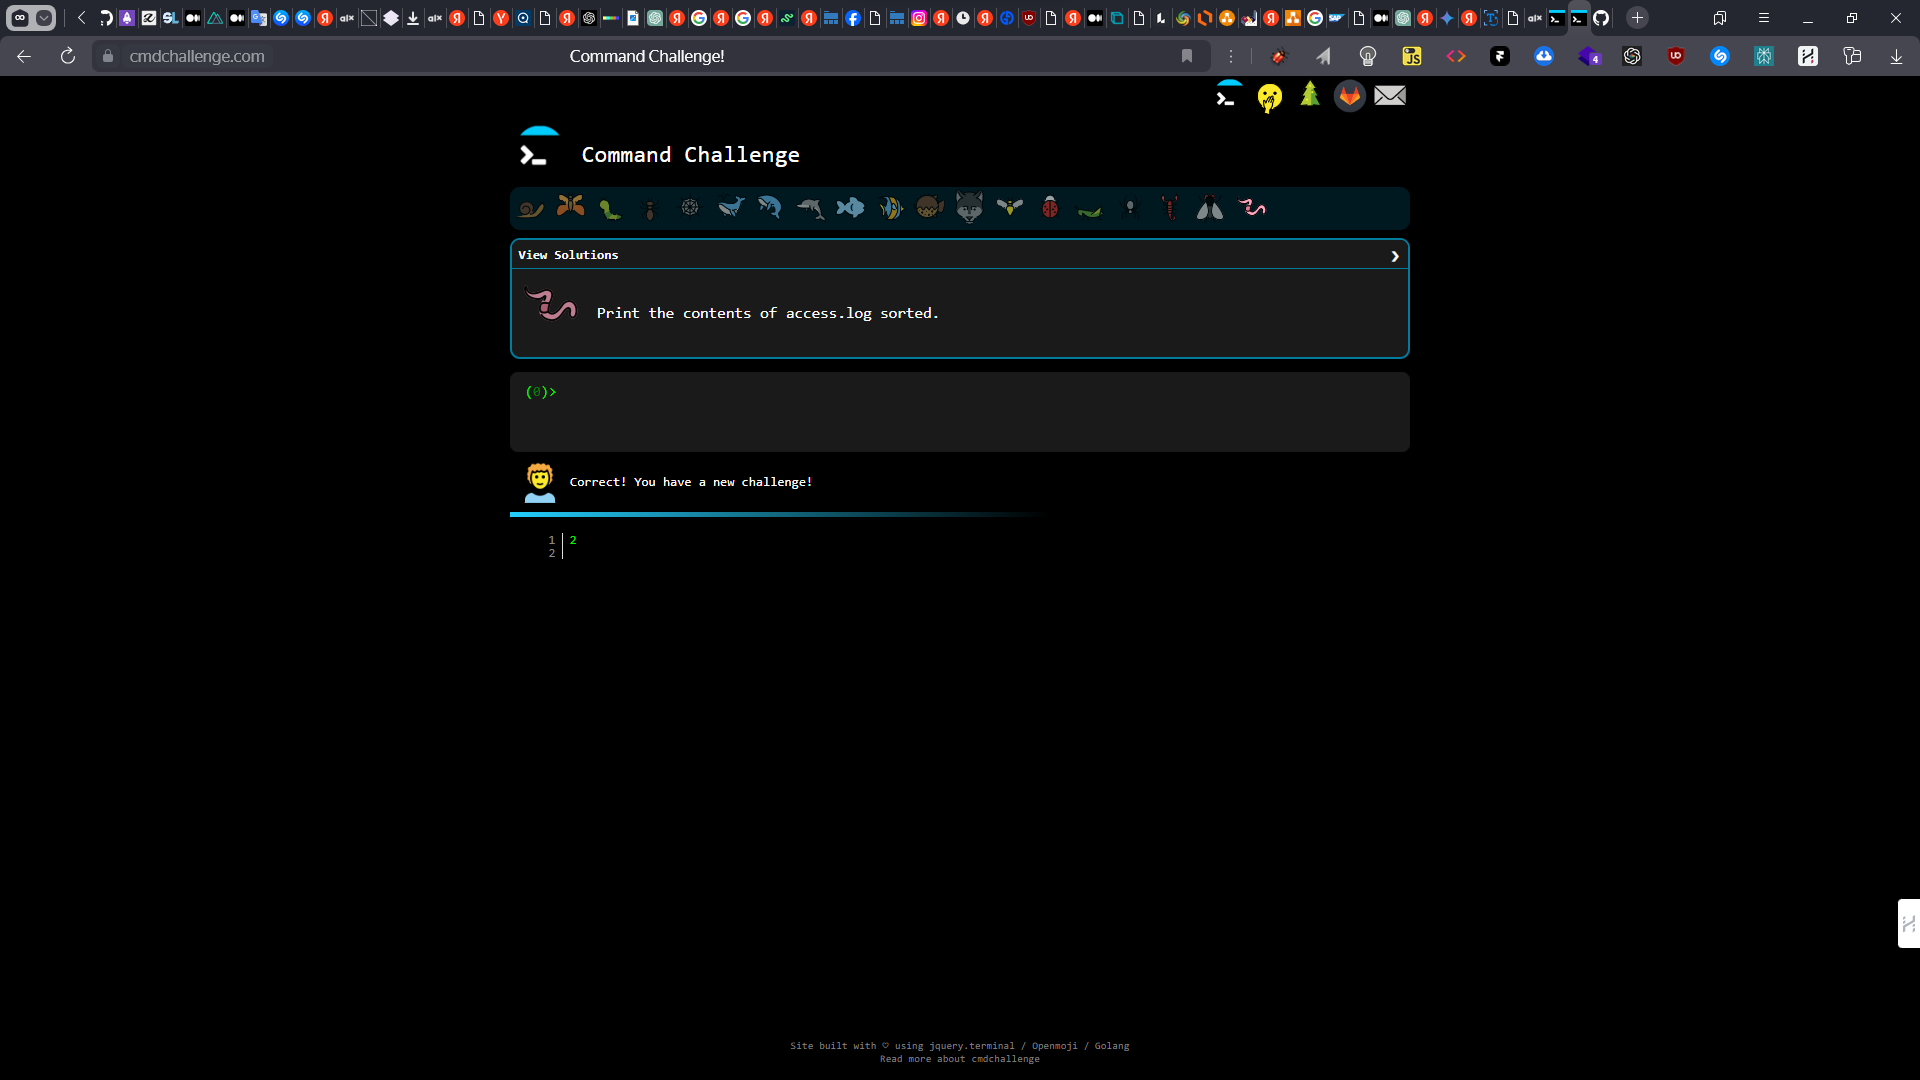 cmdchallenge.com
Command Challenge!
4
Command Challenge
View Solutions
Print the contents of access.log sorted.
(0)>
Correct! You have a new challenge!
1 2
2
Site built with ♡ using jquery.terminal / Openmoji / Golang
Read more about cmdchallenge